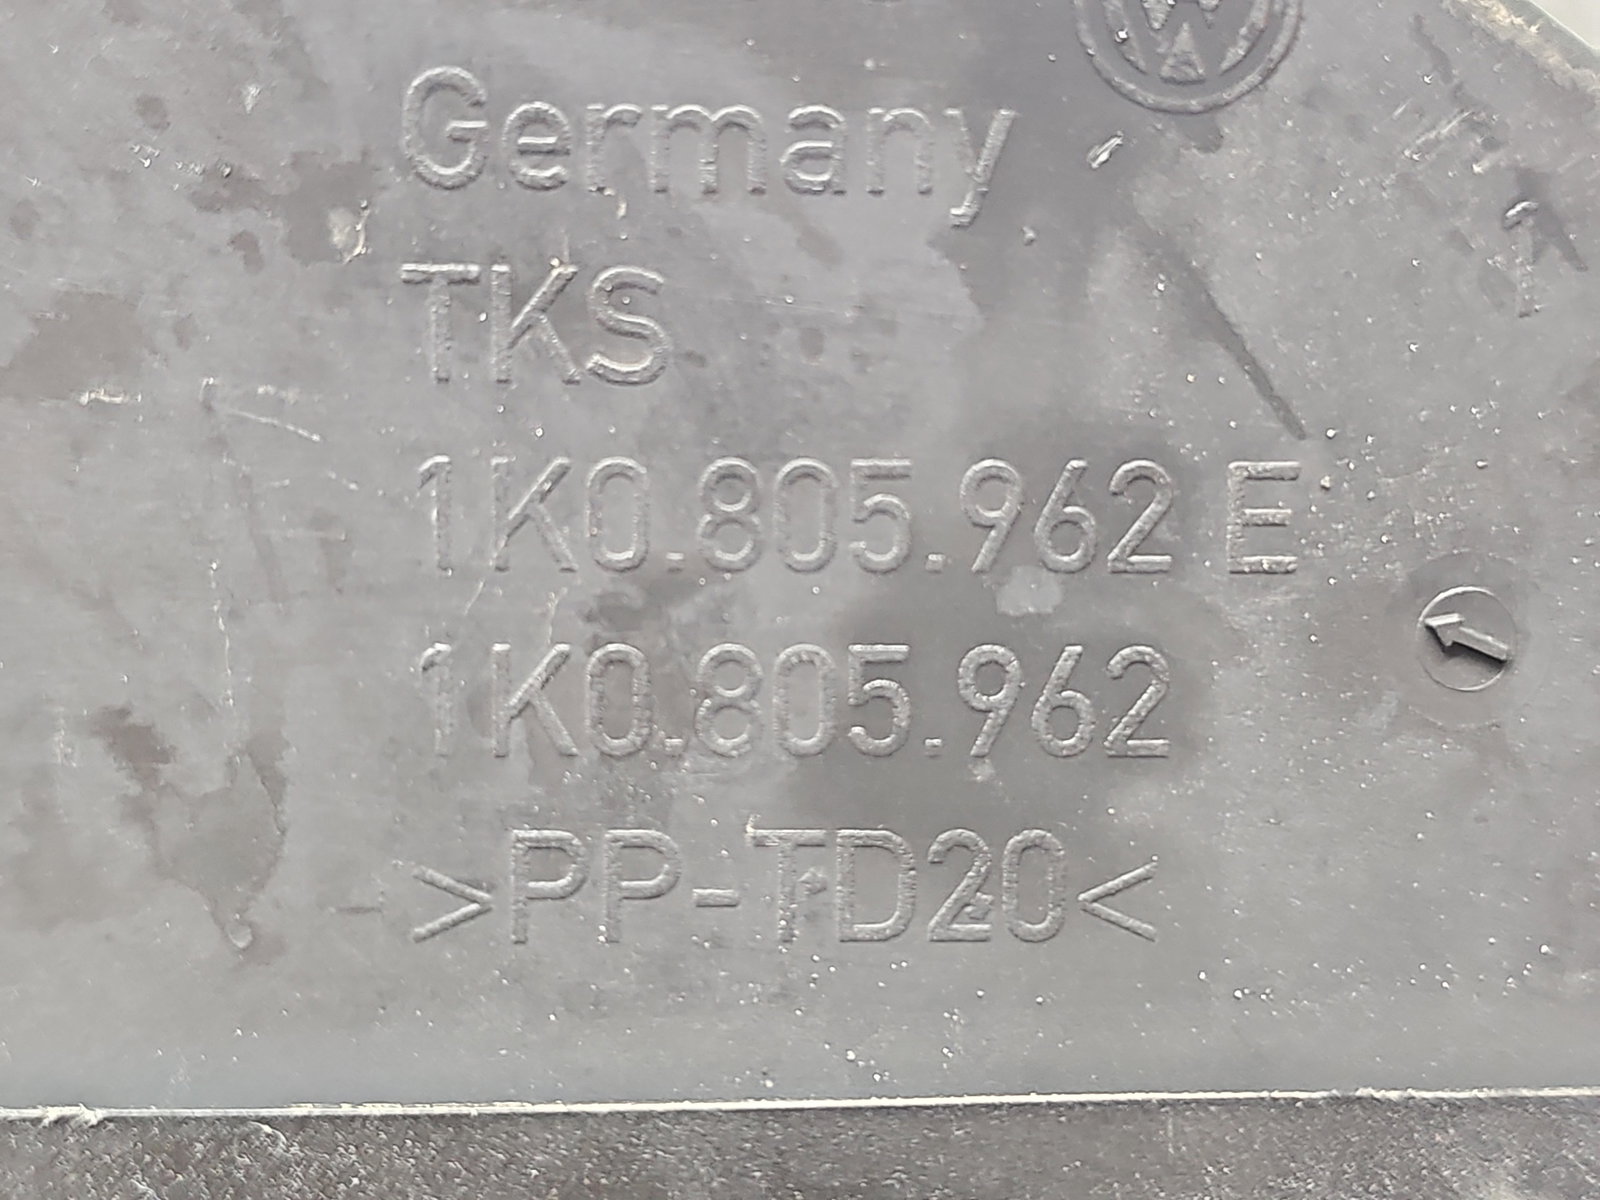 Germany
TKS
1K0.805.962 E
1K0.805.962
>PP-TD20<